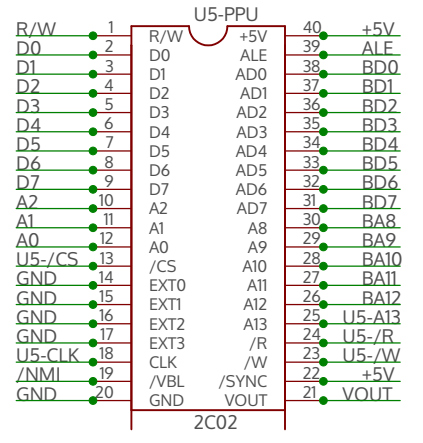 U5-PPU
R/W 1 R/W +5V 40 +5V
D0 2 D0 ALE 39 ALE
D1 3 D1 AD0 38 BD0
D2 4 D2 AD1 37 BD1
D3 5 D3 AD2 36 BD2
D4 6 D4 AD3 35 BD3
D5 7 D5 AD4 34 BD4
D6 8 D6 AD5 33 BD5
D7 9 D7 AD6 32 BD6
A2 10 A2 AD7 31 BD7
A1 11 A1 A8 30 BA8
A0 12 A0 A9 29 BA9
U5-/CS 13 /CS A10 28 BA10
GND 14 EXT0 A11 27 BA11
GND 15 EXT1 A12 26 BA12
GND 16 EXT2 A13 25 U5-A13
GND 17 EXT3 /R 24 U5-/R
U5-CLK 18 CLK /W 23 U5-/W
/NMI 19 /VBL /SYNC 22 +5V
GND 20 GND VOUT 21 VOUT
2C02